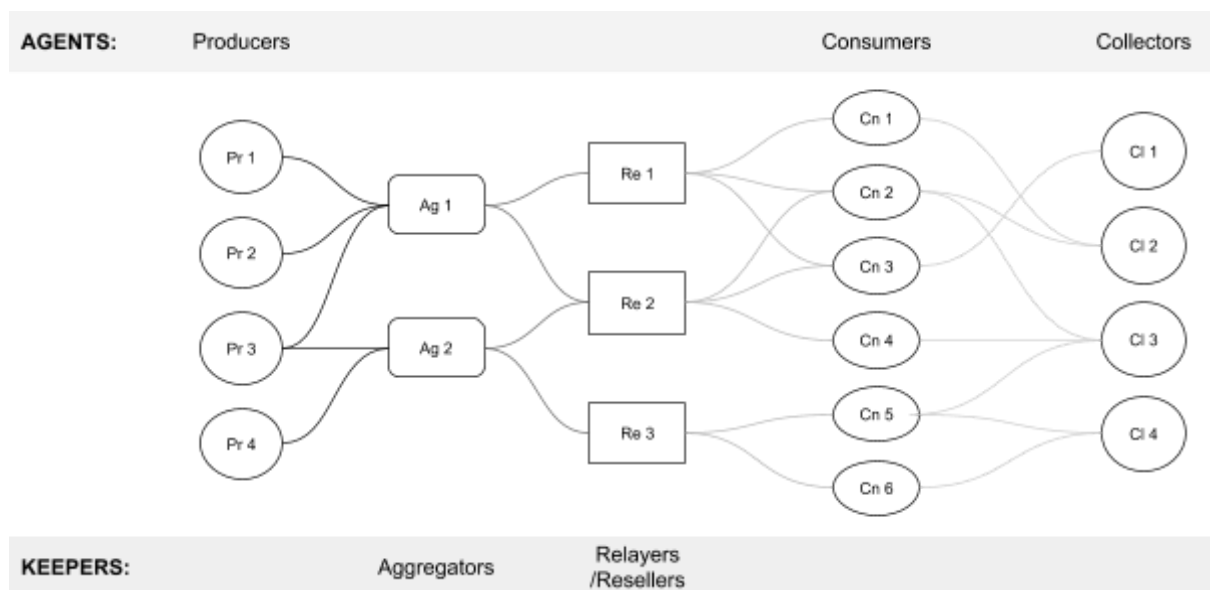 AGENTS: Producers Consumers Collectors
Pr 1
Pr 2
Pr 3
Pr 4
Ag 1
Ag 2
Re 1
Re 2
Re 3
Cn 1
Cn 2
Cn 3
Cn 4
Cn 5
Cn 6
Cl 1
Cl 2
Cl 3
Cl 4
KEEPERS: Aggregators Relayers
/Resellers